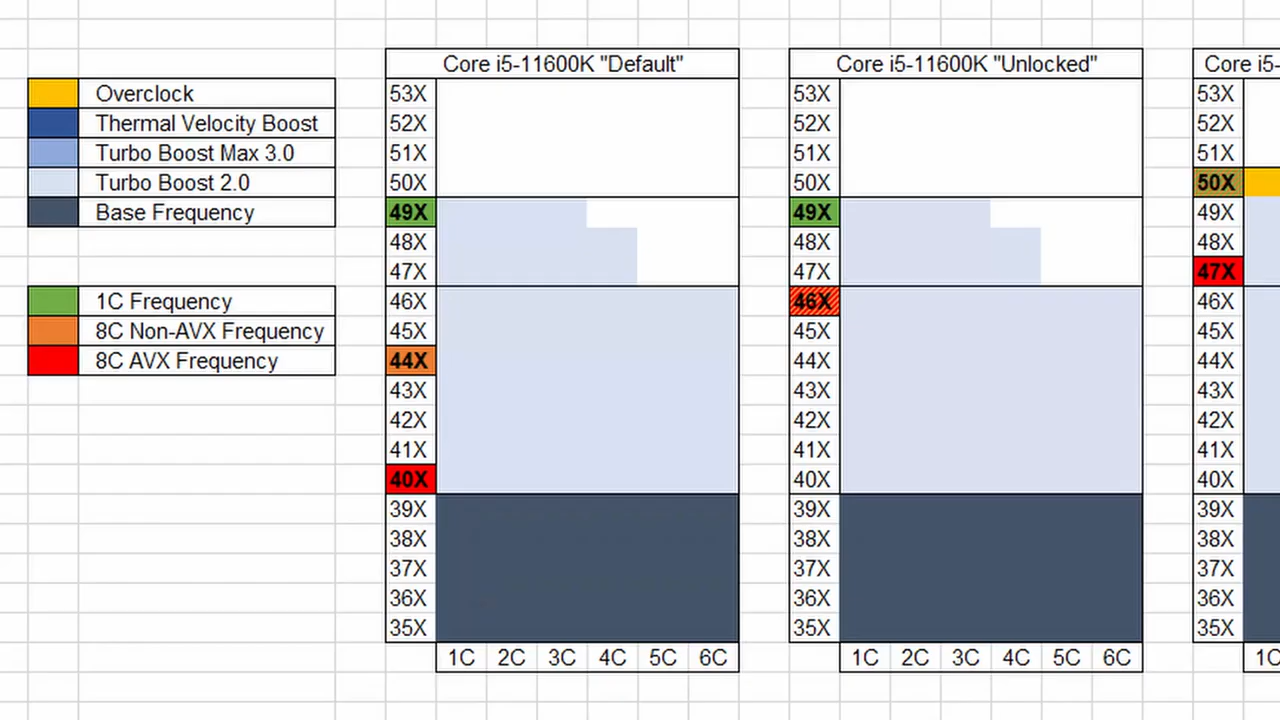 Overclock
Thermal Velocity Boost
Turbo Boost Max 3.0
Turbo Boost 2.0
Base Frequency
1C Frequency
8C Non-AVX Frequency
8C AVX Frequency
Core i5-11600K "Default"
53X
52X
51X
50X
49X
48X
47X
46X
45X
44X
43X
42X
41X
40X
39X
38X
37X
36X
35X
1C 2C 3C 4C 5C 6C
Core i5-11600K "Unlocked"
53X
52X
51X
50X
49X
48X
47X
46X
45X
44X
43X
42X
41X
40X
39X
38X
37X
36X
35X
1C 2C 3C 4C 5C 6C
Core i5-
53X
52X
51X
50X
49X
48X
47X
46X
45X
44X
43X
42X
41X
40X
39X
38X
37X
36X
35X
1C